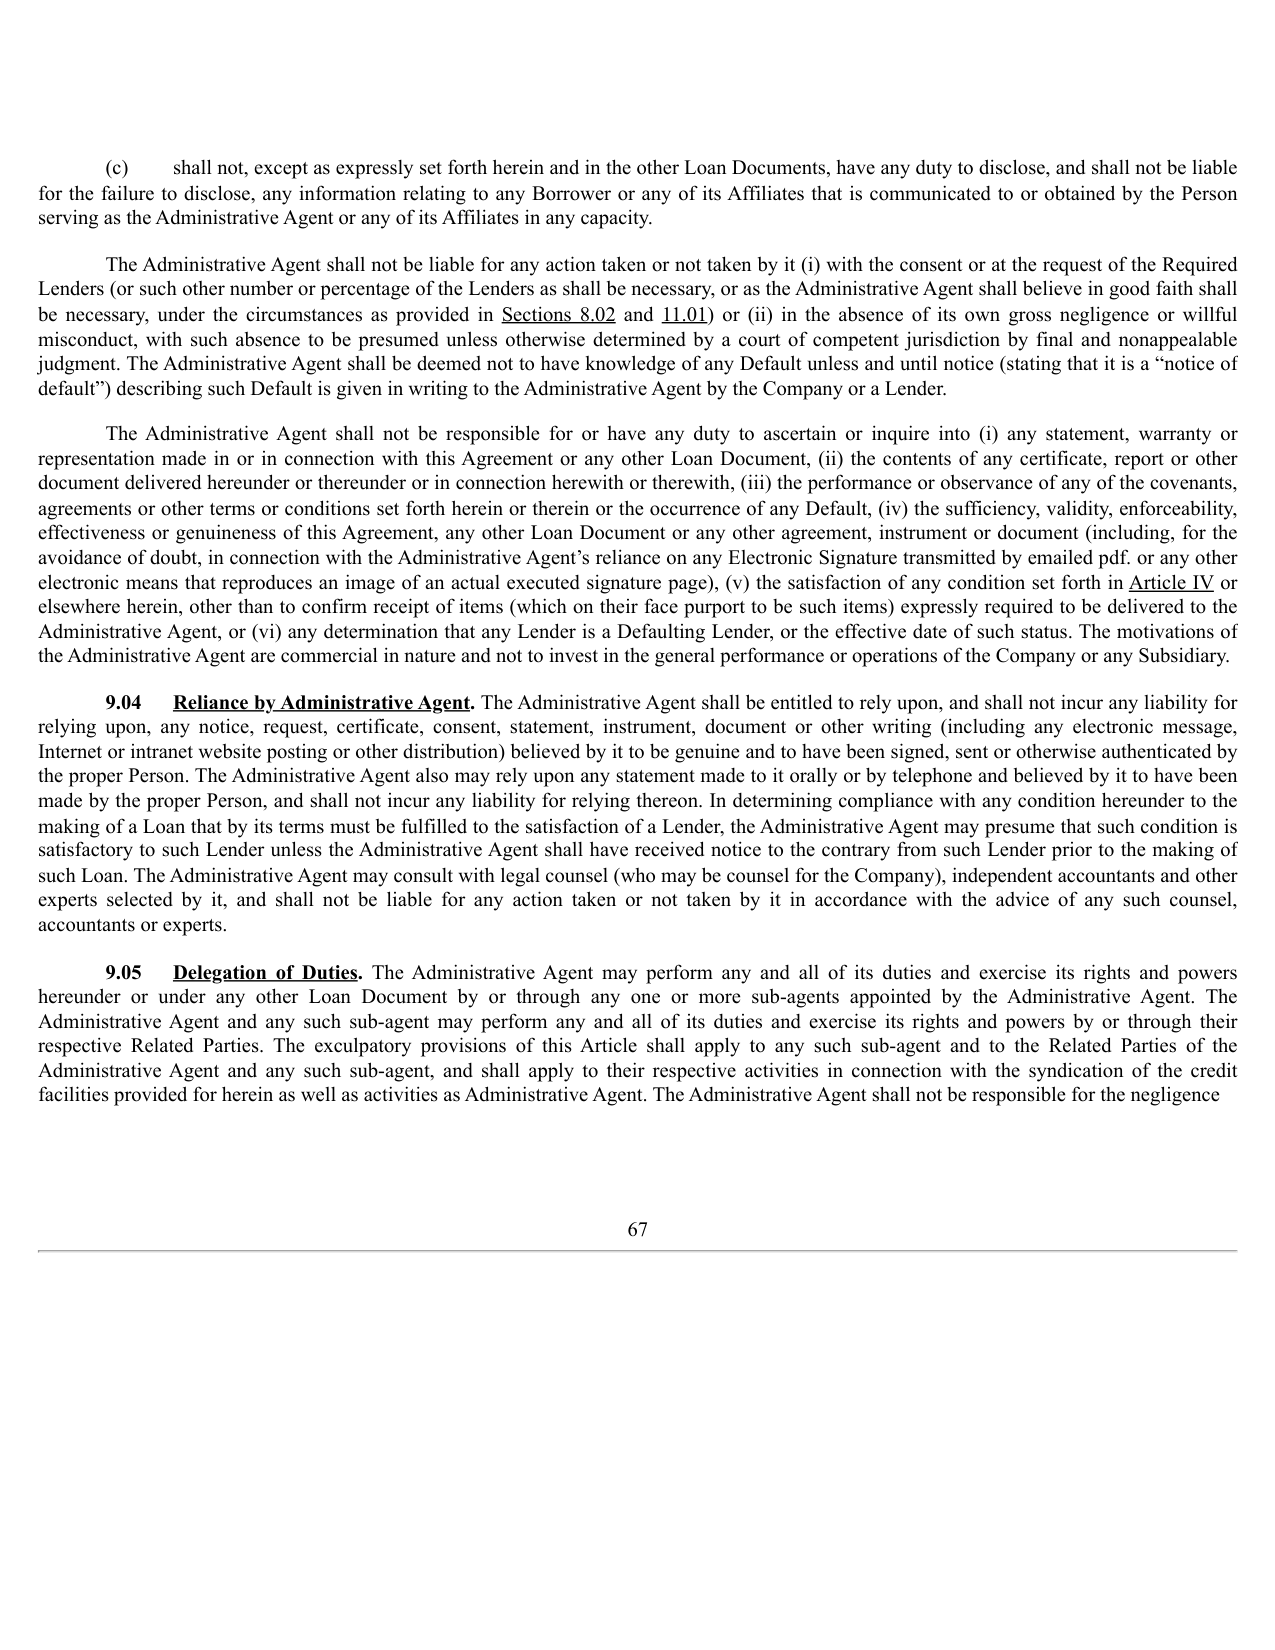 (c) shall not, except as expressly set forth herein and in the other Loan Documents, have any duty to disclose, and shall not be liable
for the failure to disclose, any information relating to any Borrower or any of its Affiliates that is communicated to or obtained by the Person
serving as the Administrative Agent or any of its Affiliates in any capacity.
The Administrative Agent shall not be liable for any action taken or not taken by it (i) with the consent or at the request of the Required
Lenders (or such other number or percentage of the Lenders as shall be necessary, or as the Administrative Agent shall believe in good faith shall
be necessary, under the circumstances as provided in Sections 8.02 and 11.01) or (ii) in the absence of its own gross negligence or willful
misconduct, with such absence to be presumed unless otherwise determined by a court of competent jurisdiction by final and nonappealable
judgment. The Administrative Agent shall be deemed not to have knowledge of any Default unless and until notice (stating that it is a “notice of
default”) describing such Default is given in writing to the Administrative Agent by the Company or a Lender.
The Administrative Agent shall not be responsible for or have any duty to ascertain or inquire into (i) any statement, warranty or
representation made in or in connection with this Agreement or any other Loan Document, (ii) the contents of any certificate, report or other
document delivered hereunder or thereunder or in connection herewith or therewith, (iii) the performance or observance of any of the covenants,
agreements or other terms or conditions set forth herein or therein or the occurrence of any Default, (iv) the sufficiency, validity, enforceability,
effectiveness or genuineness of this Agreement, any other Loan Document or any other agreement, instrument or document (including, for the
avoidance of doubt, in connection with the Administrative Agent’s reliance on any Electronic Signature transmitted by emailed pdf. or any other
electronic means that reproduces an image of an actual executed signature page), (v) the satisfaction of any condition set forth in Article IV or
elsewhere herein, other than to confirm receipt of items (which on their face purport to be such items) expressly required to be delivered to the
Administrative Agent, or (vi) any determination that any Lender is a Defaulting Lender, or the effective date of such status. The motivations of
the Administrative Agent are commercial in nature and not to invest in the general performance or operations of the Company or any Subsidiary.
9.04 Reliance by Administrative Agent. The Administrative Agent shall be entitled to rely upon, and shall not incur any liability for
relying upon, any notice, request, certificate, consent, statement, instrument, document or other writing (including any electronic message,
Internet or intranet website posting or other distribution) believed by it to be genuine and to have been signed, sent or otherwise authenticated by
the proper Person. The Administrative Agent also may rely upon any statement made to it orally or by telephone and believed by it to have been
made by the proper Person, and shall not incur any liability for relying thereon. In determining compliance with any condition hereunder to the
making of a Loan that by its terms must be fulfilled to the satisfaction of a Lender, the Administrative Agent may presume that such condition is
satisfactory to such Lender unless the Administrative Agent shall have received notice to the contrary from such Lender prior to the making of
such Loan. The Administrative Agent may consult with legal counsel (who may be counsel for the Company), independent accountants and other
experts selected by it, and shall not be liable for any action taken or not taken by it in accordance with the advice of any such counsel,
accountants or experts.
9.05 Delegation of Duties. The Administrative Agent may perform any and all of its duties and exercise its rights and powers
hereunder or under any other Loan Document by or through any one or more sub-agents appointed by the Administrative Agent. The
Administrative Agent and any such sub-agent may perform any and all of its duties and exercise its rights and powers by or through their
respective Related Parties. The exculpatory provisions of this Article shall apply to any such sub-agent and to the Related Parties of the
Administrative Agent and any such sub-agent, and shall apply to their respective activities in connection with the syndication of the credit
facilities provided for herein as well as activities as Administrative Agent. The Administrative Agent shall not be responsible for the negligence
67